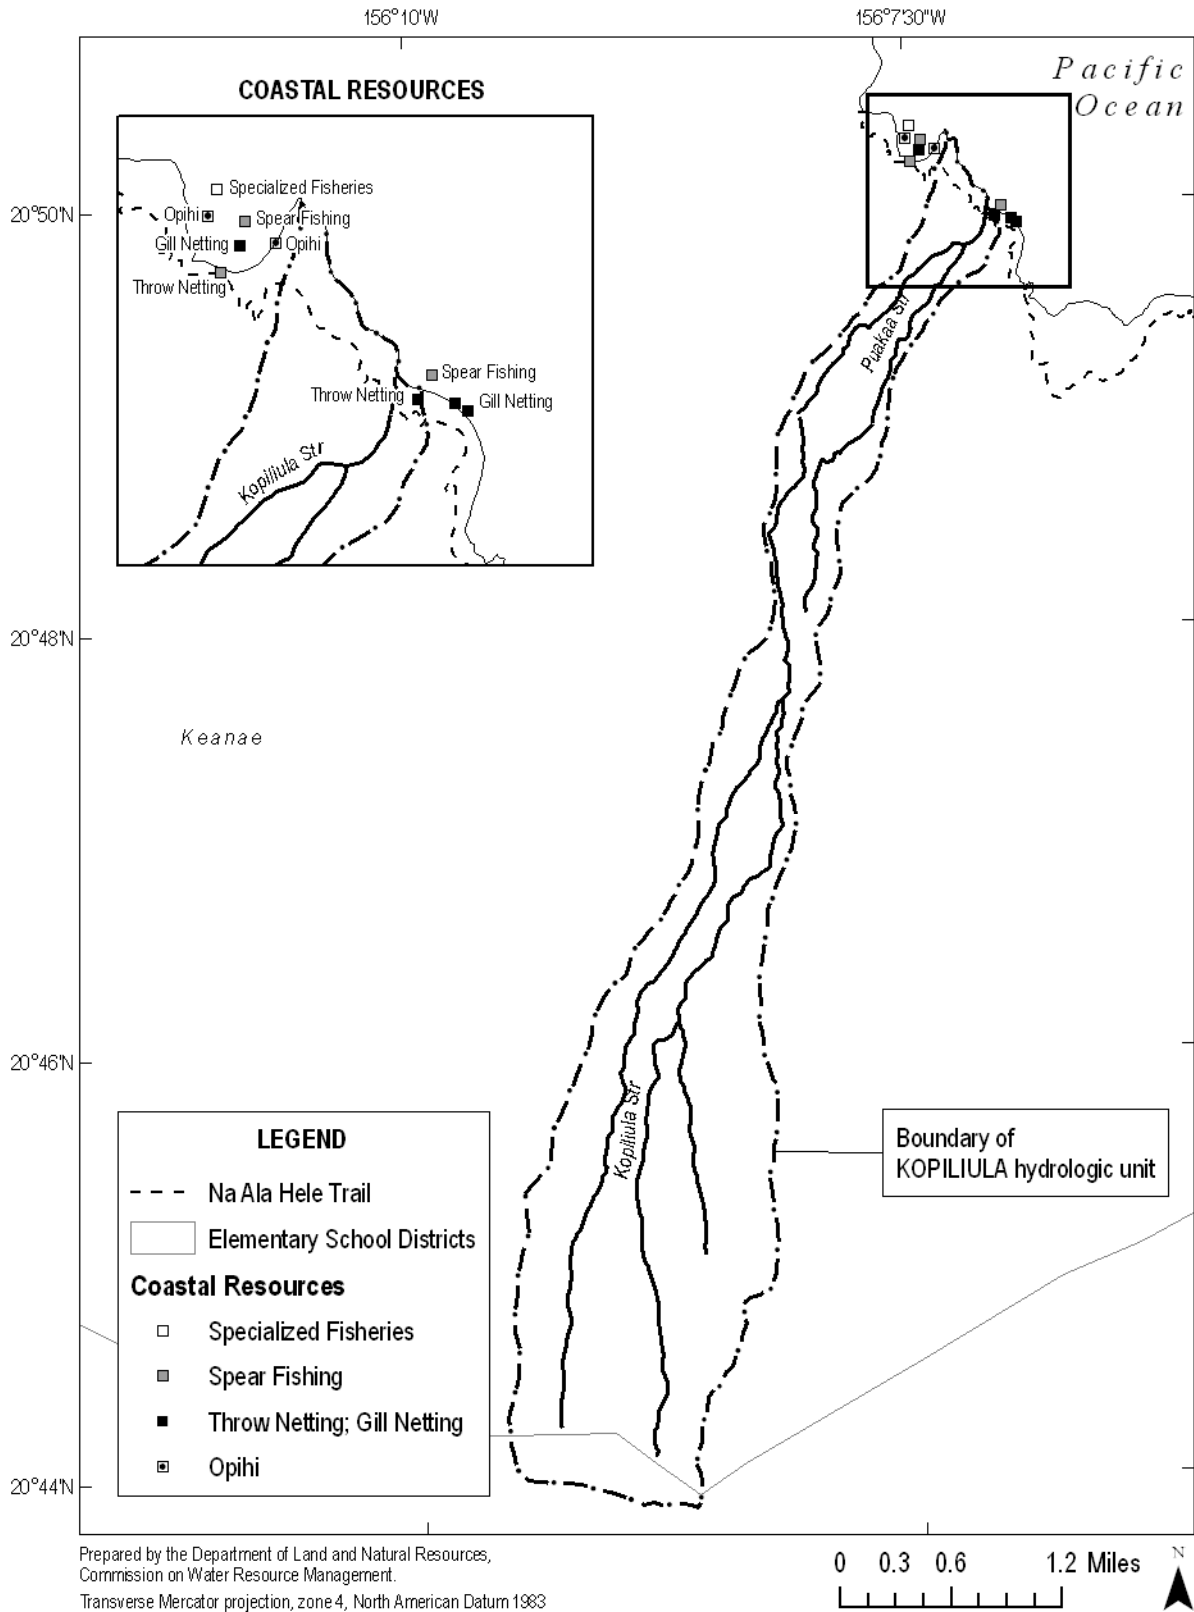 156°10'W
156°7'30"W
Pacific
Ocean
COASTAL RESOURCES
Specialized Fisheries
Opihi
Spear Fishing
Gill Netting
Opihi
Throw Netting
Spear Fishing
Throw Netting
Gill Netting
Kopiliula Str
20°50'N
Puakaa Str
20°48'N
Keanae
20°46'N
Kopiliula Str
Boundary of
KOPILIULA hydrologic unit
LEGEND
Na Ala Hele Trail
Elementary School Districts
Coastal Resources
Specialized Fisheries
Spear Fishing
Throw Netting; Gill Netting
Opihi
20°44'N
Prepared by the Department of Land and Natural Resources,
Commission on Water Resource Management.
Transverse Mercator projection, zone 4, North American Datum 1983
0 0.3 0.6 1.2 Miles
N